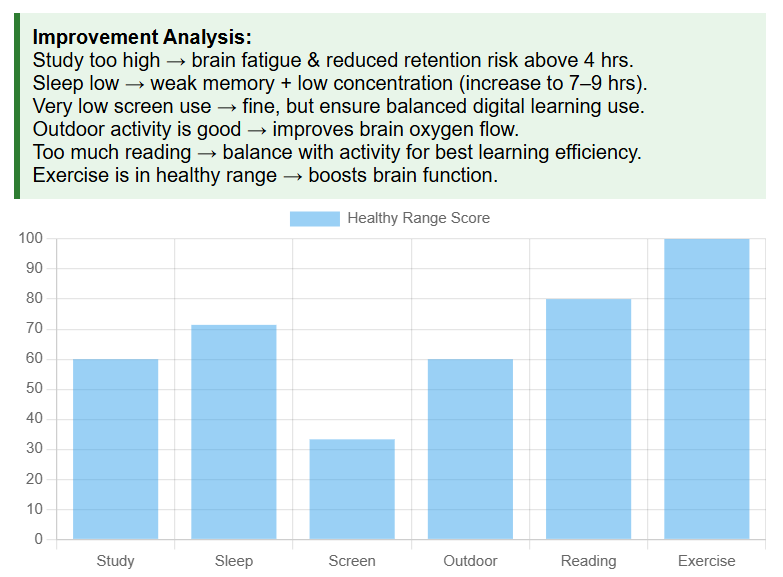 Improvement Analysis:
Study too high → brain fatigue & reduced retention risk above 4 hrs.
Sleep low → weak memory + low concentration (increase to 7–9 hrs).
Very low screen use → fine, but ensure balanced digital learning use.
Outdoor activity is good → improves brain oxygen flow.
Too much reading → balance with activity for best learning efficiency.
Exercise is in healthy range → boosts brain function.
Healthy Range Score
100
90
80
70
60
50
40
30
20
10
0
Study Sleep Screen Outdoor Reading Exercise